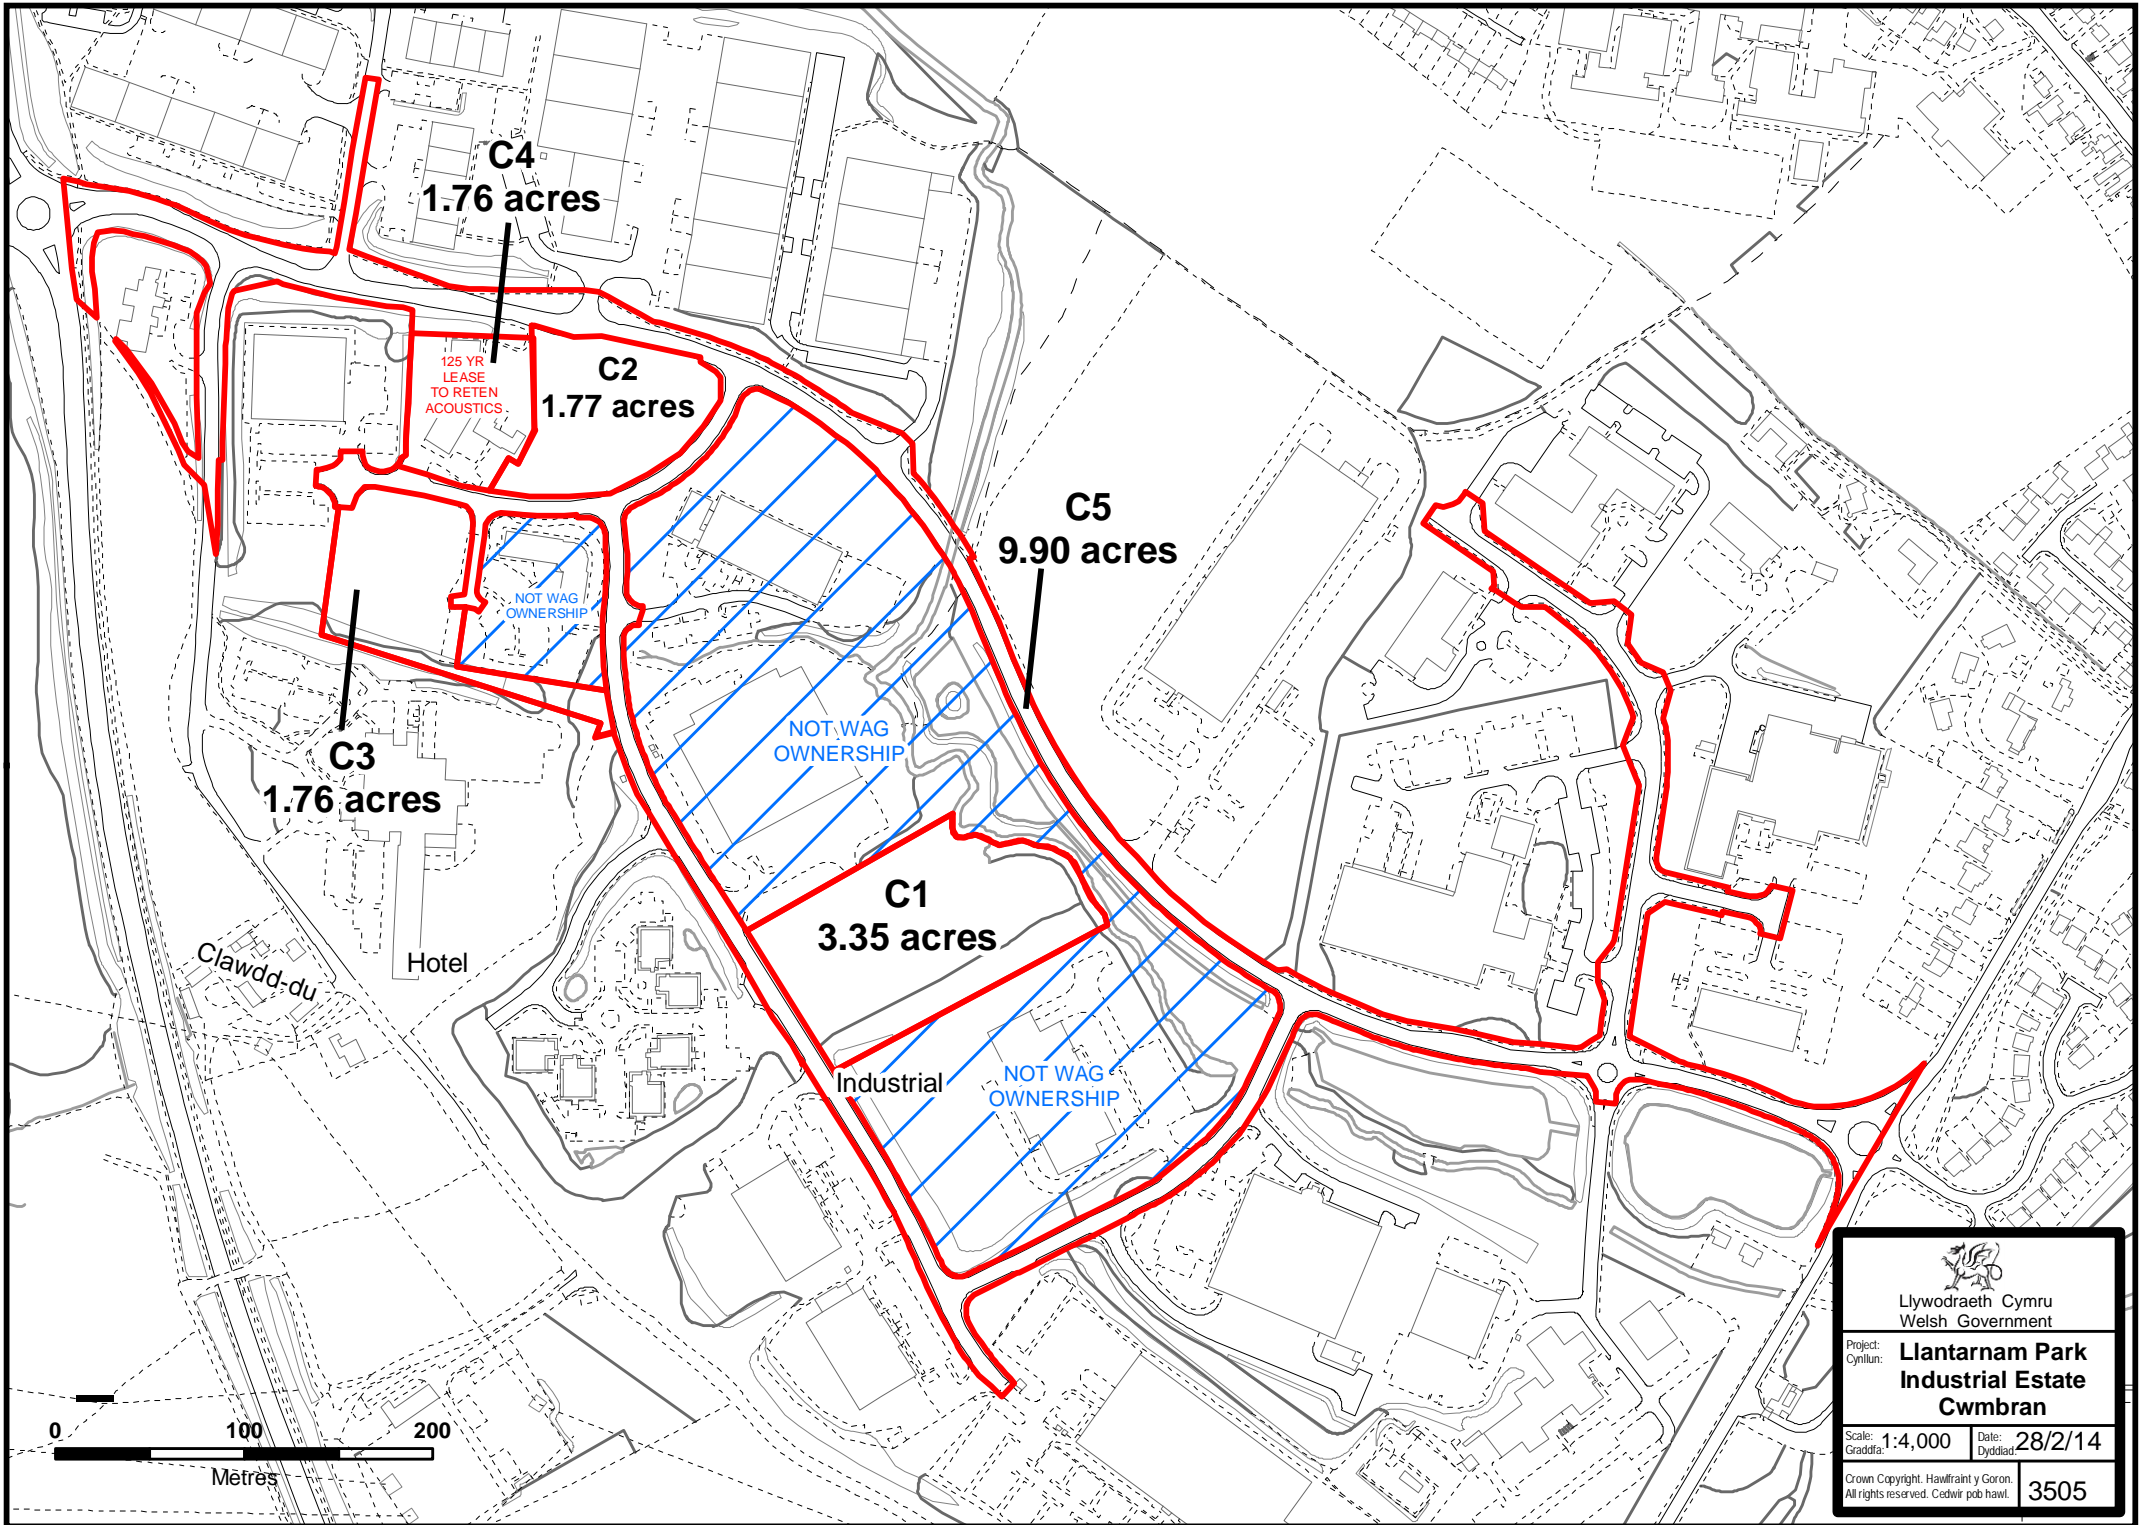 C4
1.76 acres
125 YR
LEASE
TO RETEN
ACOUSTICS
C2
1.77 acres
C5
9.90 acres
NOT WAG
OWNERSHIP
NOT WAG
OWNERSHIP
C3
1.76 acres
C1
3.35 acres
Clawdd-du
Hotel
Industrial
NOT WAG
OWNERSHIP
0 100 200
Metres
Llywodraeth Cymru
Welsh Government
Project:
Cynllun:
Llantarnam Park
Industrial Estate
Cwmbran
Scale:
Graddfa:
1:4,000
Date:
Dyddiad:
28/2/14
Crown Copyright. Hawlfraint y Goron.
All rights reserved. Cedwir pob hawl.
3505